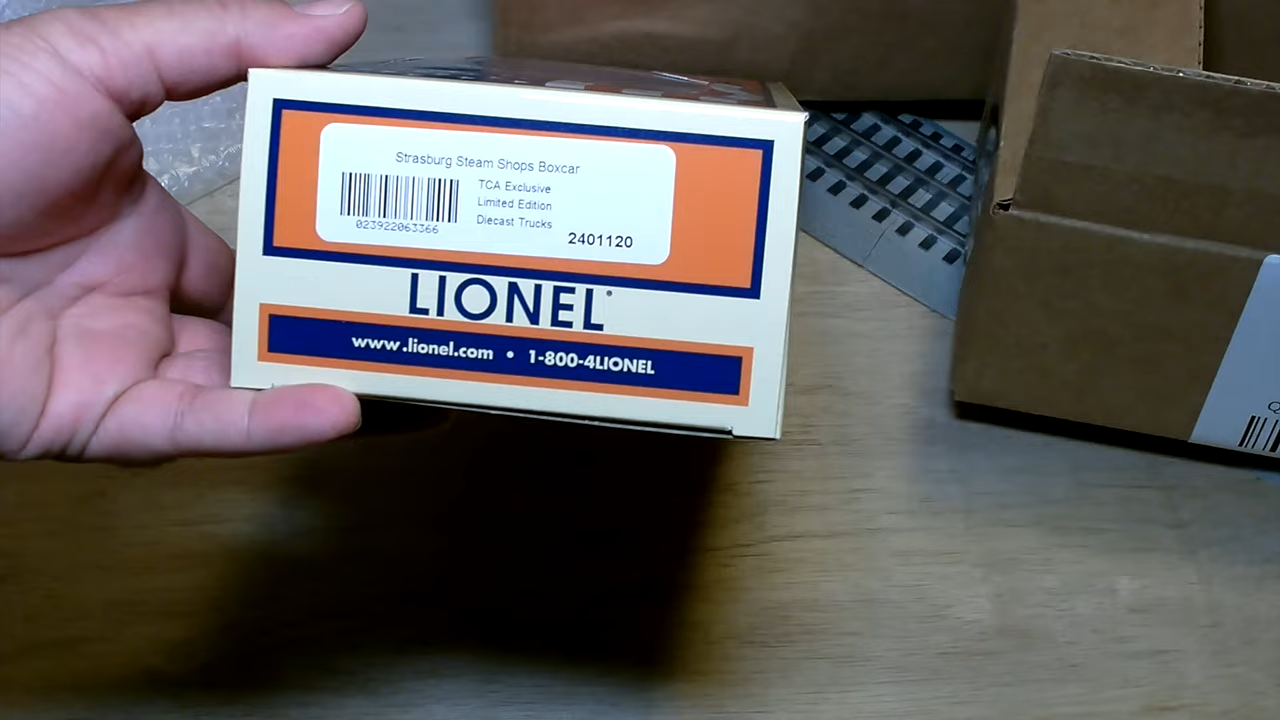 Strasburg Steam Shops Boxcar
TCA Exclusive
Limited Edition
Diecast Trucks
023922063366
2401120
LIONEL
www.lionel.com • 1-800-4LIONEL